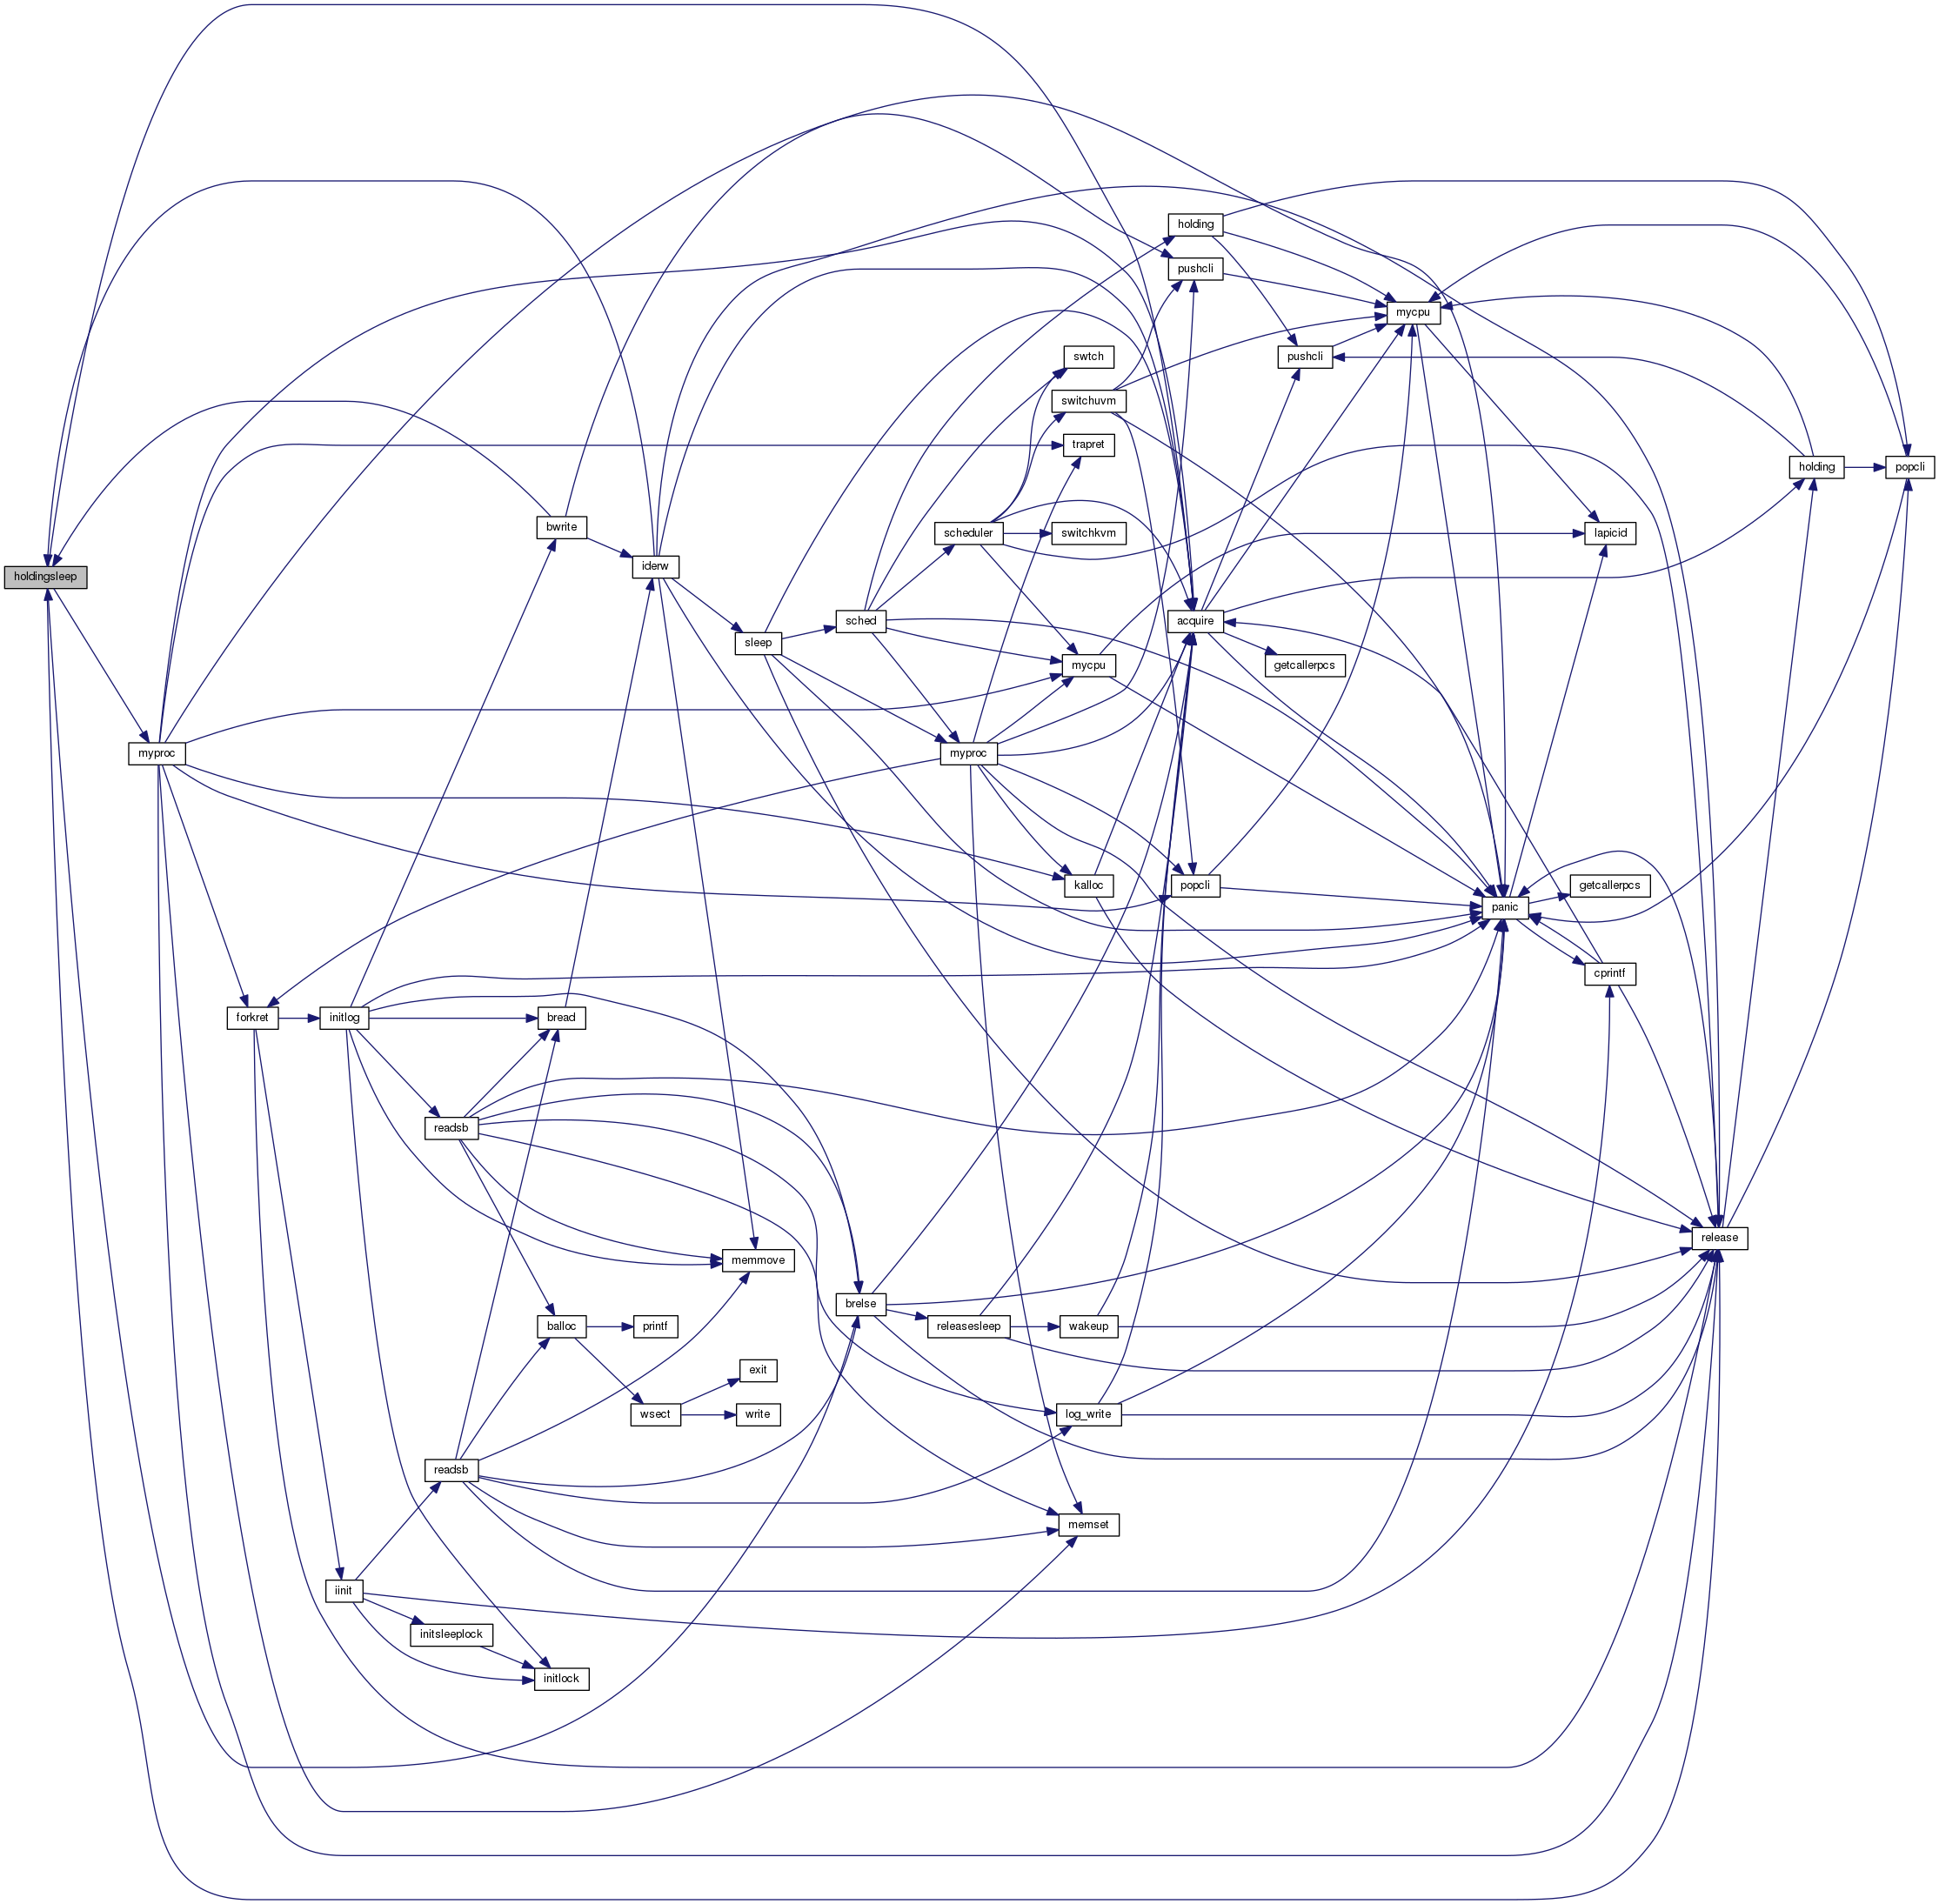 holding
pushcli
mycpu
swtch
pushcli
switchuvm
trapret
holding
popcli
bwrite
scheduler
switchkvm
lapicid
iderw
holdingsleep
sched
acquire
sleep
mycpu
getcallerpcs
myproc
myproc
kalloc
popcli
getcallerpcs
panic
cprintf
forkret
initlog
bread
readsb
release
memmove
brelse
balloc
printf
releasesleep
wakeup
exit
wsect
write
log_write
readsb
memset
iinit
initsleeplock
initlock